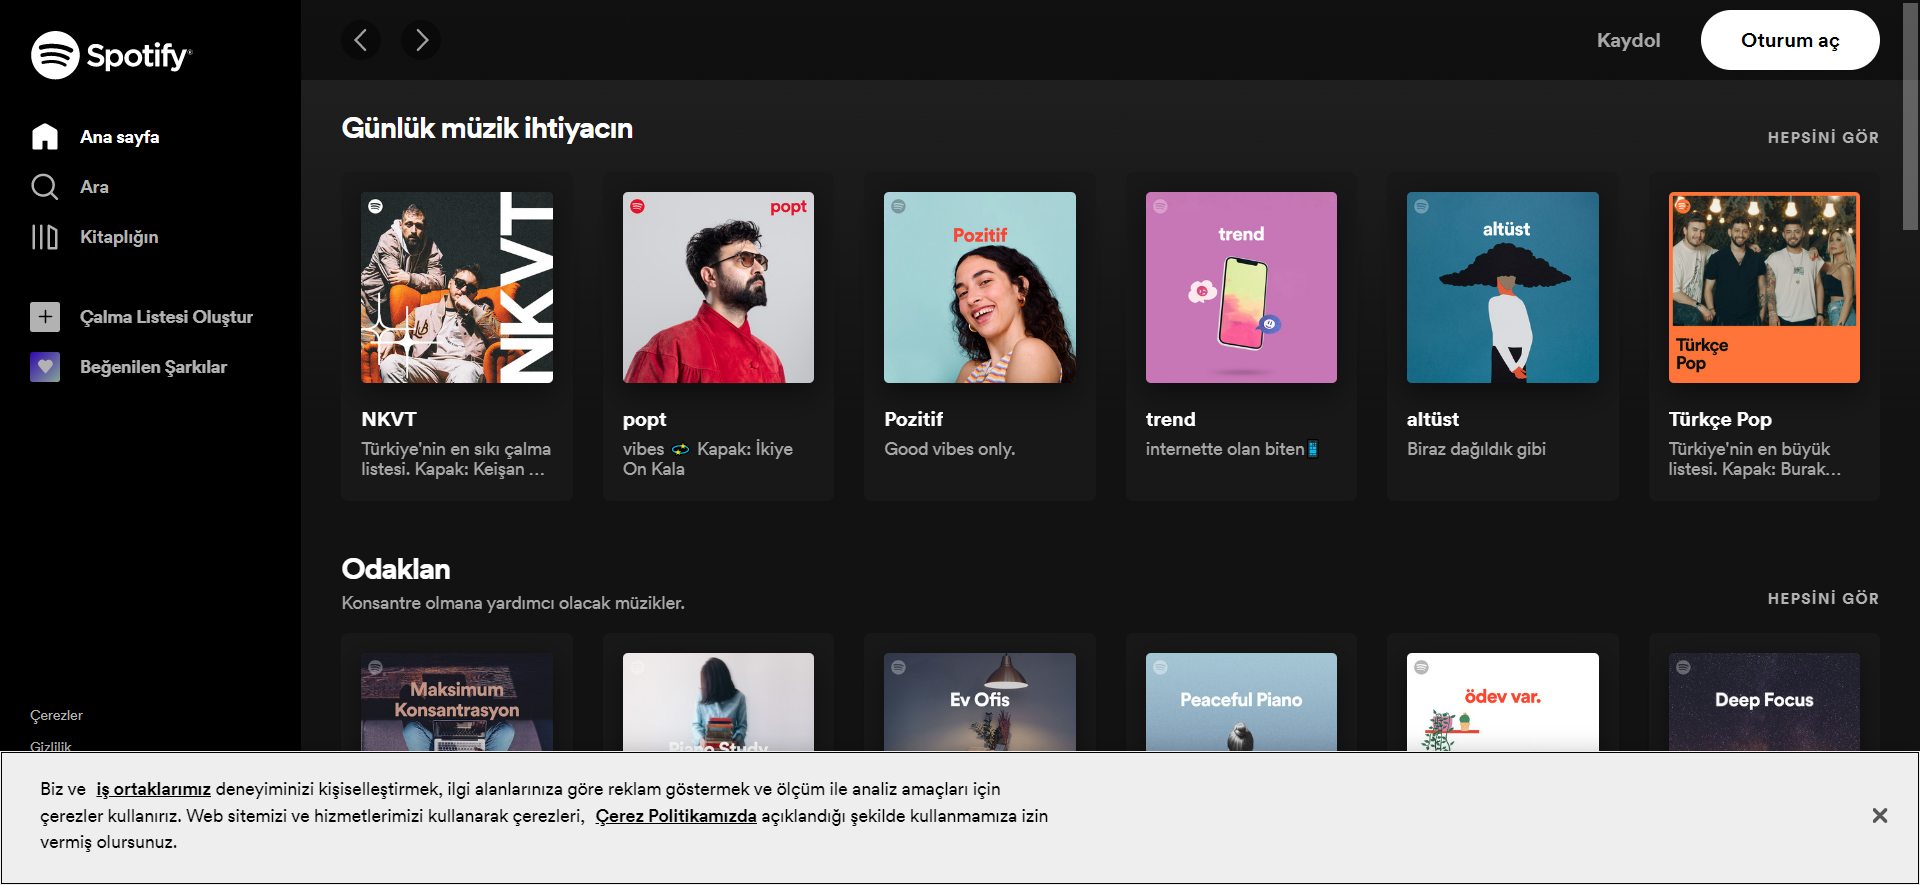 Spotify
Kaydol
Oturum aç
Ana sayfa
Ara
Kitaplığın
Çalma Listesi Oluştur
Beğenilen Şarkılar
Çerezler
Gizlilik
Günlük müzik ihtiyacın
HEPSİNİ GÖR
NKVT
popt
Pozitif
trend
altüst
Türkçe
Pop
NKVT
Türkiye'nin en sıkı çalma
listesi. Kapak: Keişan ...
popt
vibes 💫 Kapak: İkiye
On Kala
Pozitif
Good vibes only.
trend
internette olan biten📱
altüst
Biraz dağıldık gibi
Türkçe Pop
Türkiye'nin en büyük
listesi. Kapak: Burak...
Odaklan
Konsantre olmana yardımcı olacak müzikler.
HEPSİNİ GÖR
Maksimum
Konsantrasyon
Piano Study
Ev Ofis
Peaceful Piano
ödev var.
Deep Focus
Biz ve iş ortaklarımız deneyiminizi kişiselleştirmek, ilgi alanlarınıza göre reklam göstermek ve ölçüm ile analiz amaçları için
çerezler kullanırız. Web sitemizi ve hizmetlerimizi kullanarak çerezleri, Çerez Politikamızda açıklandığı şekilde kullanmamıza izin
vermiş olursunuz.